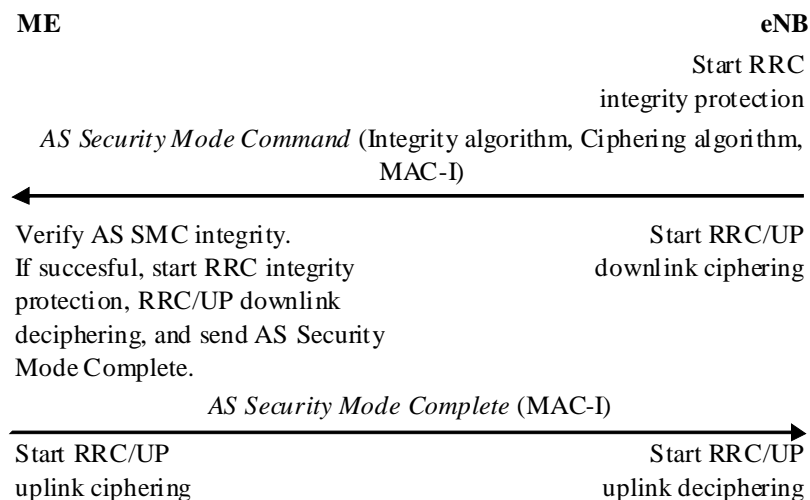 ME
eNB
Start RRC
integrity protection
AS Security Mode Command (Integrity algorithm, Ciphering algorithm,
MAC-I)
Verify AS SMC integrity.
If succesful, start RRC integrity
protection, RRC/UP downlink
deciphering, and send AS Security
Mode Complete.
Start RRC/UP
downlink ciphering
AS Security Mode Complete (MAC-I)
Start RRC/UP
uplink ciphering
Start RRC/UP
uplink deciphering